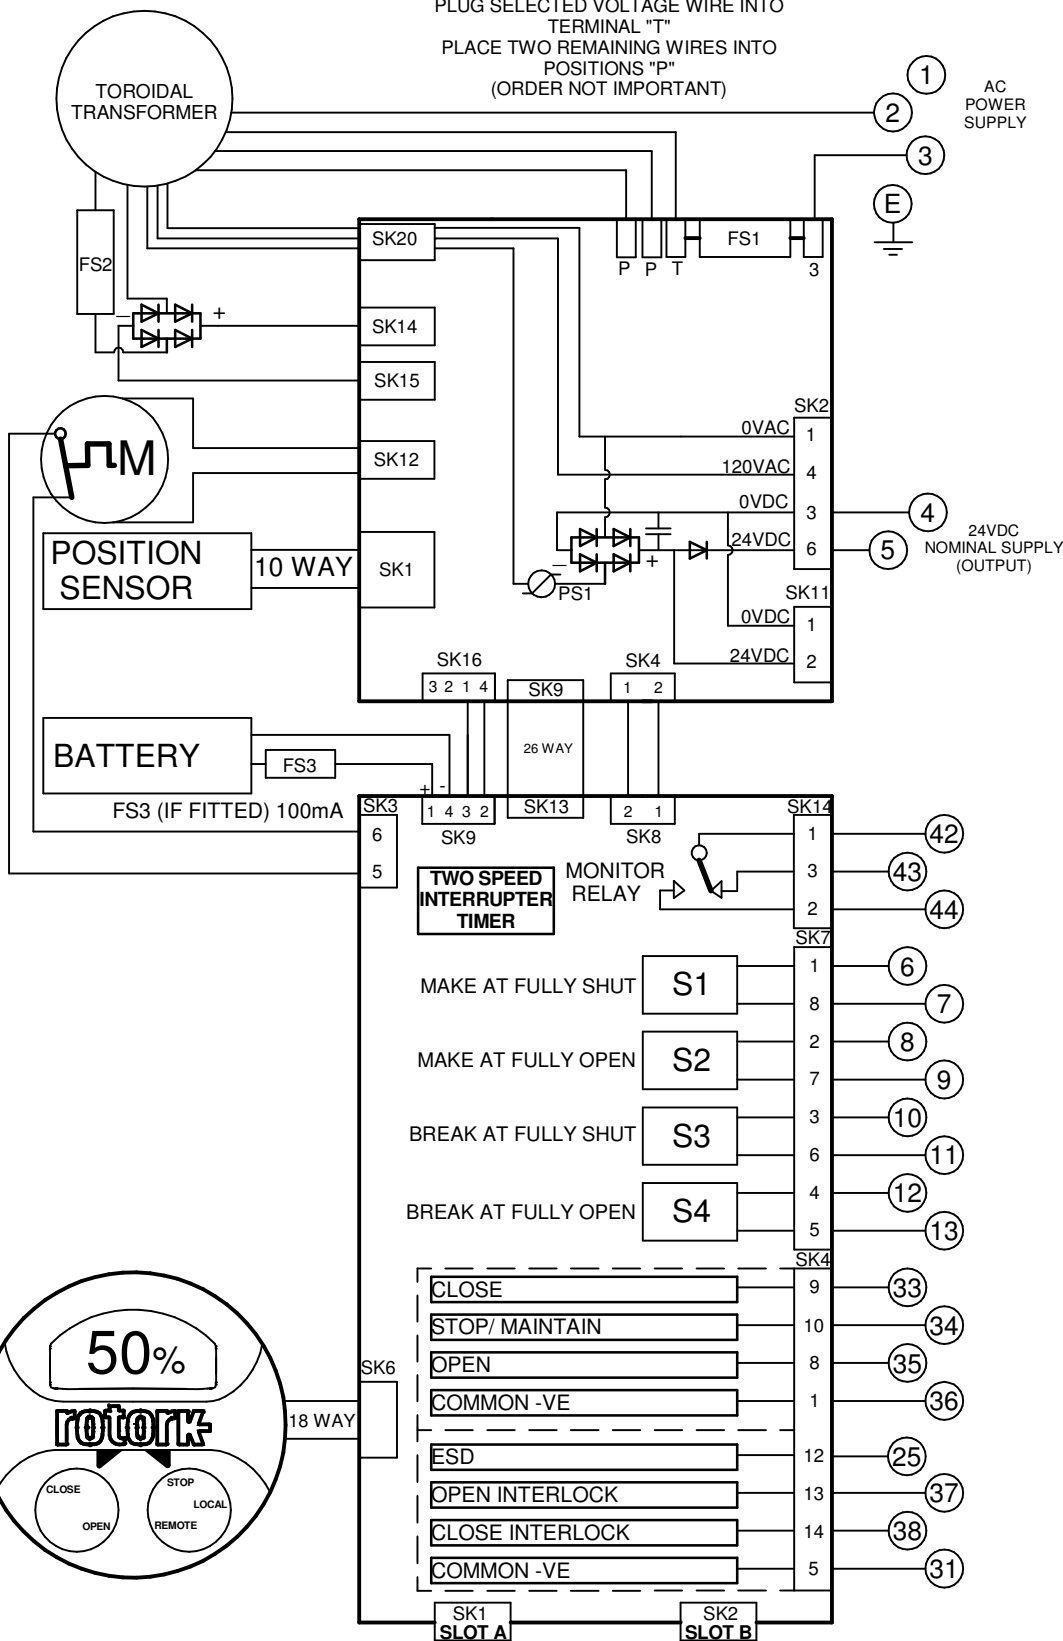 PLUG SELECTED VOLTAGE WIRE INTO
TERMINAL "T"
PLACE TWO REMAINING WIRES INTO
POSITIONS "P"
(ORDER NOT IMPORTANT)
TOROIDAL
TRANSFORMER
1
2
3
E
AC
POWER
SUPPLY
FS2
SK20
P P T
FS1
3
– +
SK14
SK15
M
SK12
SK2
0VAC 1
120VAC 4
0VDC 3
24VDC 6
4
5
24VDC
NOMINAL SUPPLY
(OUTPUT)
POSITION
SENSOR
10 WAY
SK1
– +
PS1
SK11
0VDC 1
24VDC 2
SK16
3 2 1 4
SK9
SK4
1 2
BATTERY
FS3
26 WAY
FS3 (IF FITTED) 100mA
+ -
SK3
6
5
1 4 3 2
SK9
SK13
2 1
SK8
SK14
TWO SPEED
INTERRUPTER
TIMER
MONITOR
RELAY
1 42
3 43
2 44
SK7
MAKE AT FULLY SHUT S1
1 6
8 7
MAKE AT FULLY OPEN S2
2 8
7 9
BREAK AT FULLY SHUT S3
3 10
6 11
BREAK AT FULLY OPEN S4
4 12
5 13
SK4
CLOSE 9 33
STOP/ MAINTAIN 10 34
OPEN 8 35
COMMON -VE 1 36
ESD 12 25
OPEN INTERLOCK 13 37
CLOSE INTERLOCK 14 38
COMMON -VE 5 31
50%
rotork
CLOSE
OPEN
STOP
LOCAL
REMOTE
18 WAY
SK6
SK1
SLOT A
SK2
SLOT B